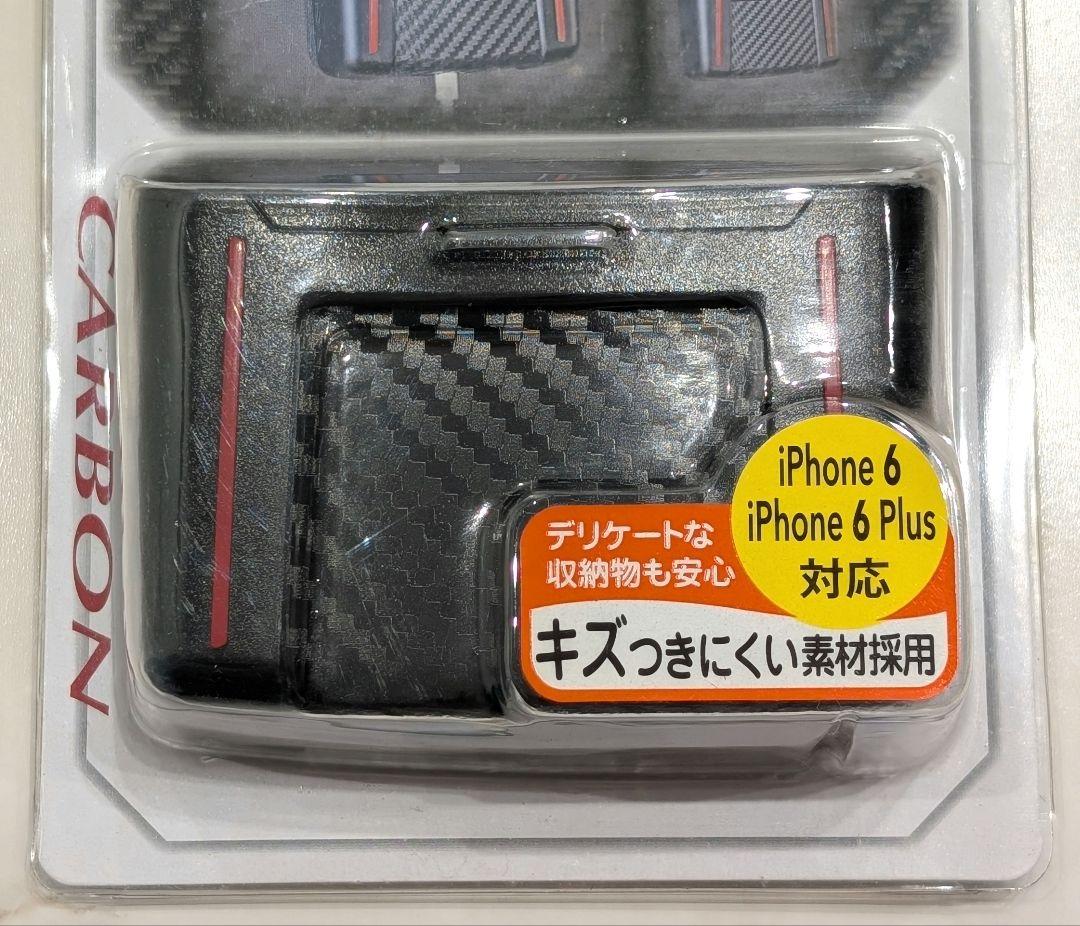 CARBON
iPhone 6
iPhone 6 Plus
対応
デリケートな
収納物も安心
キズつきにくい素材採用